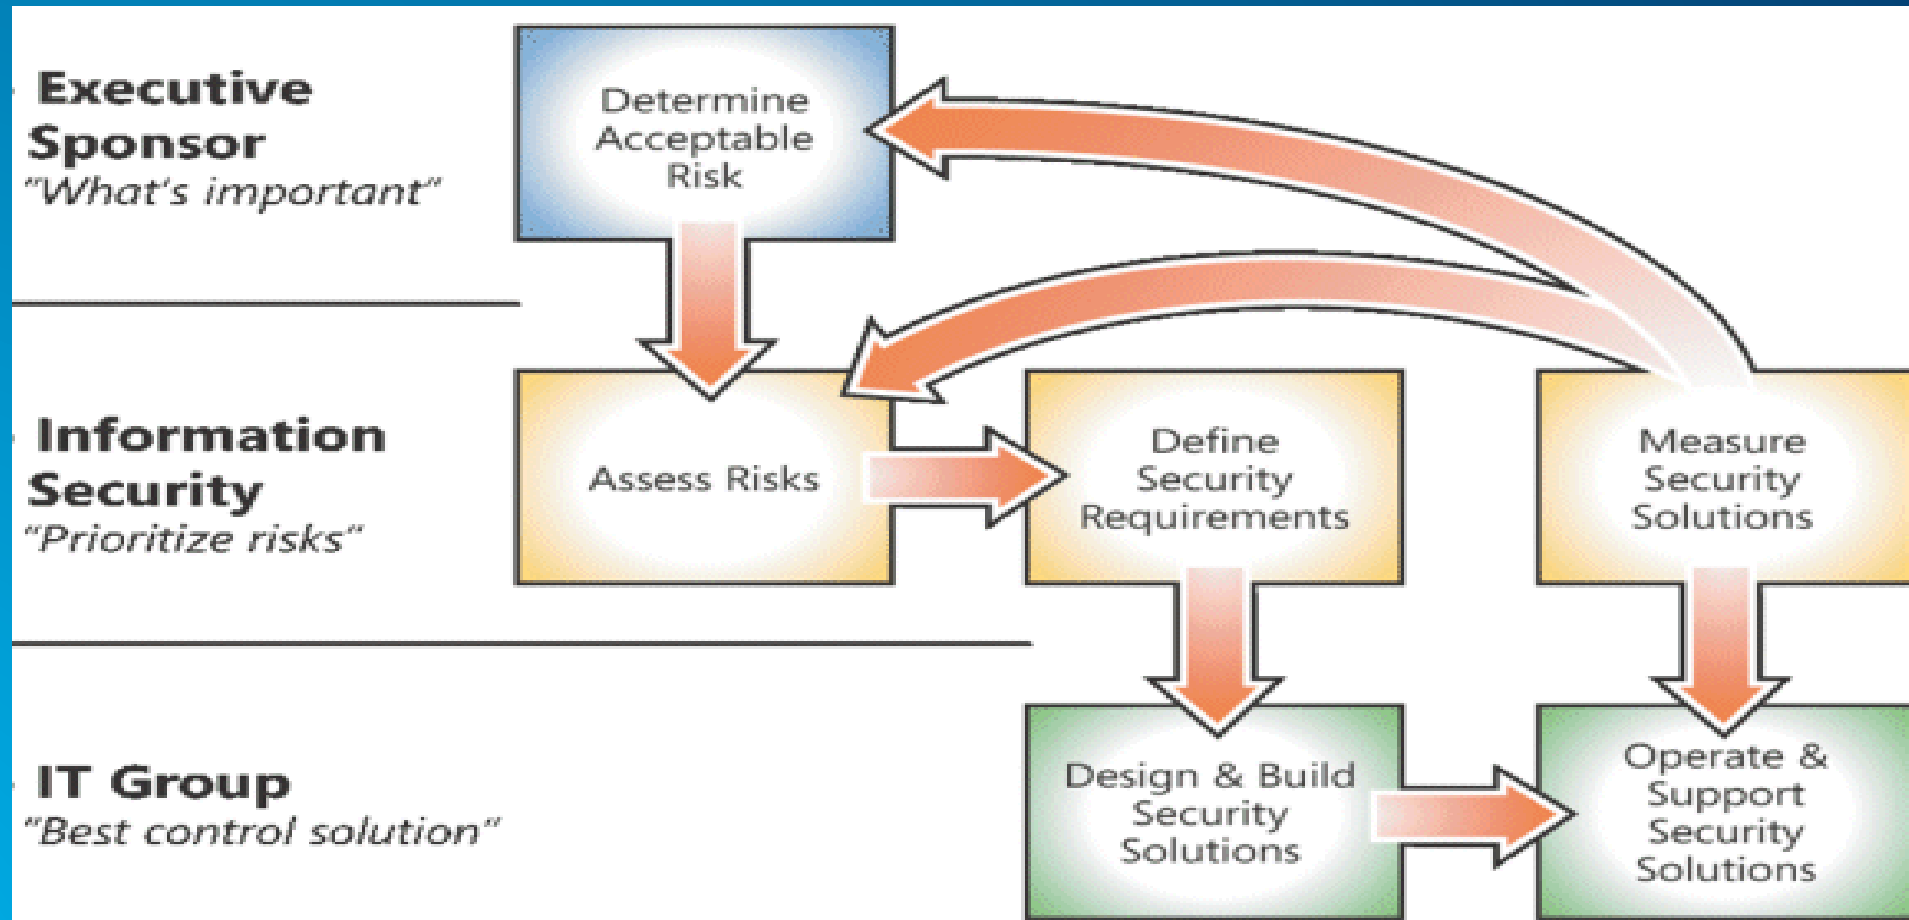 Executive
Sponsor
"What's important"
Determine
Acceptable
Risk
Information
Security
"Prioritize risks"
Assess Risks
Define
Security
Requirements
Measure
Security
Solutions
IT Group
"Best control solution"
Design & Build
Security
Solutions
Operate &
Support
Security
Solutions